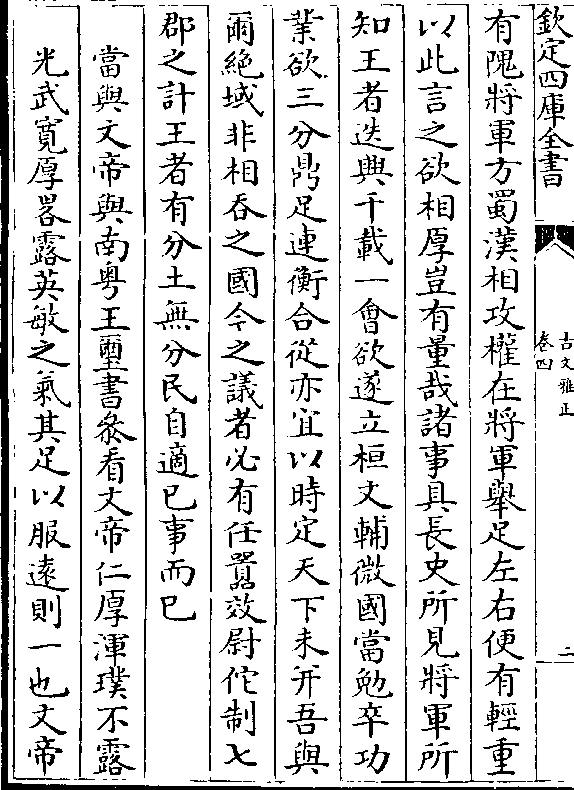 欽定四庫全書
古文雅正
卷四
二
有隗將軍方蜀漢相攻權在將軍舉足左右便有輕重
以此言之欲相厚豈有量哉諸事具長史所見將軍所
知王者迭興千載一會欲遂立桓文輔微國當勉卒功
業欲三分鼎足連衡合從亦宜以時定天下未并吾與
爾絶域非相吞之國今之議者必有任囂效尉佗制七
郡之計王者有分土無分民自適已事而已
當與文帝與南粤王璽書叅看文帝仁厚渾璞不露
光武寛厚畧露英敏之氣其足以服逺則一也文帝